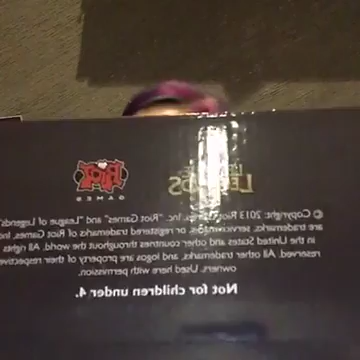 RIOT
GAMES
LEGENDS
© Copyright: 2013 Riot Games, Inc. "Riot Games" and "League of Legends"
are trademarks, servicemarks, or registered trademarks of Riot Games, Inc.
in the United States and other countries throughout the world. All rights
reserved. All other trademarks, and logos are property of their respective
owners. Used here with permission.
Not for children under 4.